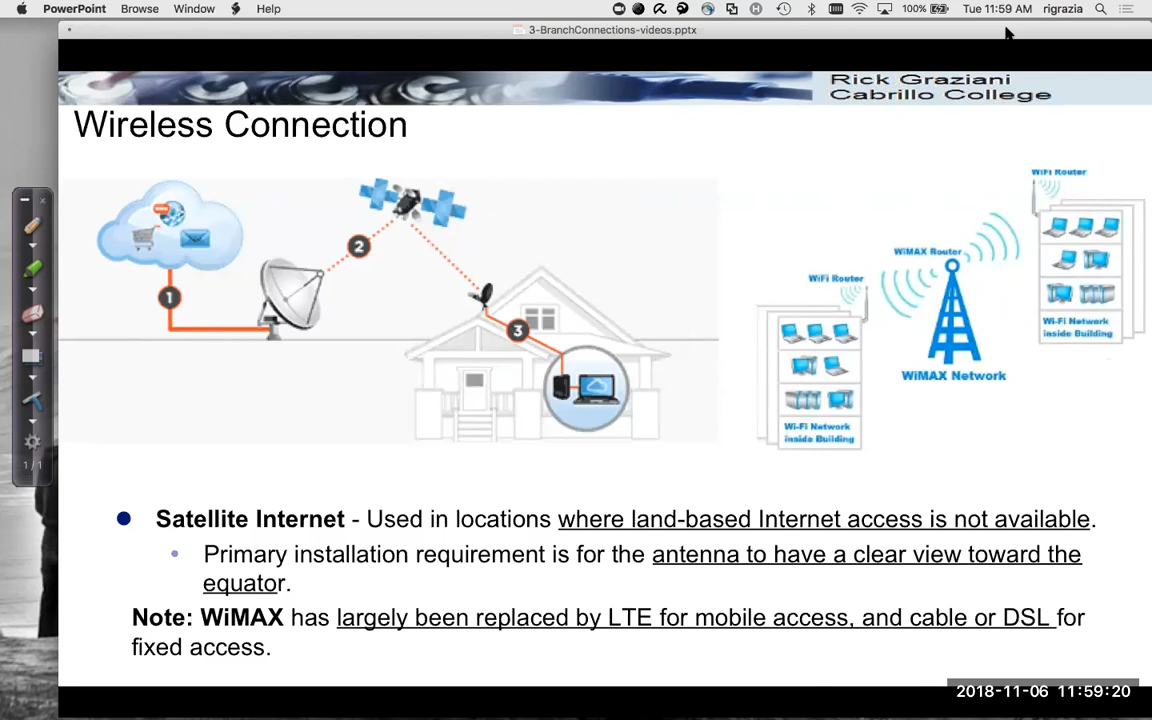 PowerPoint Browse Window Help 100% Tue 11:59 AM rigrazia
3-BranchConnections-videos.pptx
Rick Graziani
Cabrillo College
Wireless Connection
1
2
3
WiFi Router
WiMAX Router
WiFi Router
Wi-Fi Network
inside Building
WiMAX Network
Wi-Fi Network
inside Building
1/1
Satellite Internet - Used in locations where land-based Internet access is not available.
Primary installation requirement is for the antenna to have a clear view toward the
equator.
Note: WiMAX has largely been replaced by LTE for mobile access, and cable or DSL for
fixed access.
2018-11-06 11:59:20